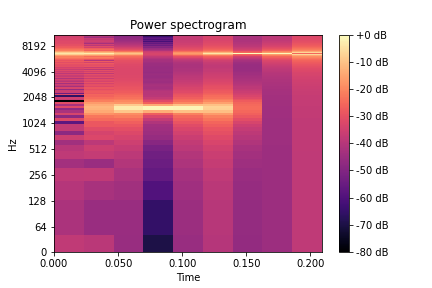 Power spectrogram
8192
4096
2048
1024
512
256
128
64
0
Hz
0.000 0.050 0.100 0.150 0.200
Time
+0 dB
-10 dB
-20 dB
-30 dB
-40 dB
-50 dB
-60 dB
-70 dB
-80 dB